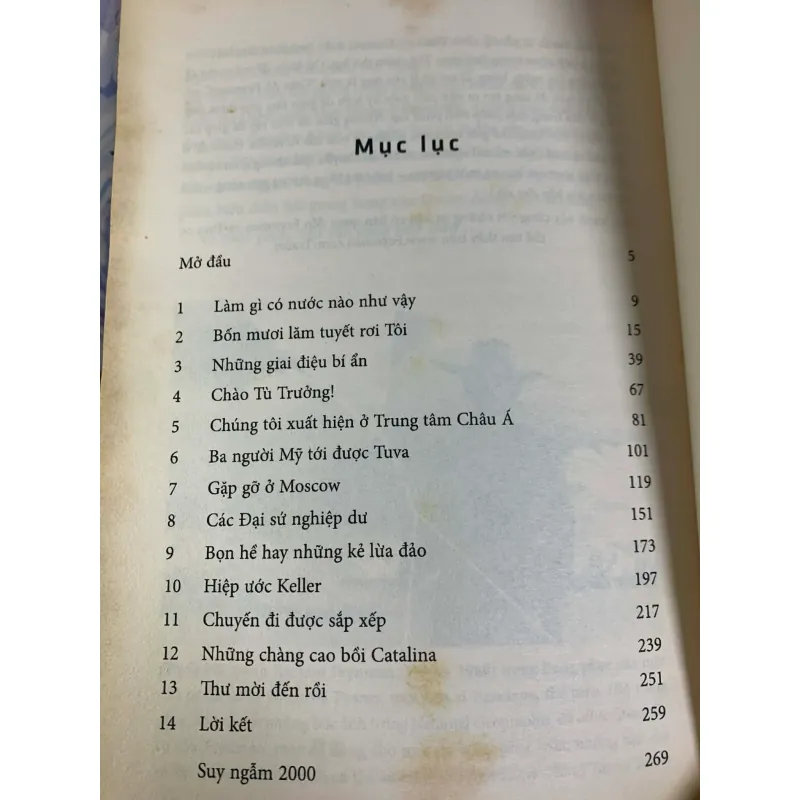 Mục lục
Mở đầu 5
1 Làm gì có nước nào như vậy 9
2 Bốn mươi lăm tuyết rơi Tôi 15
3 Những giai điệu bí ẩn 39
4 Chào Tù Trưởng! 67
5 Chúng tôi xuất hiện ở Trung tâm Châu Á 81
6 Ba người Mỹ tới được Tuva 101
7 Gặp gỡ ở Moscow 119
8 Các Đại sứ nghiệp dư 151
9 Bọn hề hay những kẻ lừa đảo 173
10 Hiệp ước Keller 197
11 Chuyến đi được sắp xếp 217
12 Những chàng cao bồi Catalina 239
13 Thư mời đến rồi 251
14 Lời kết 259
Suy ngẫm 2000 269